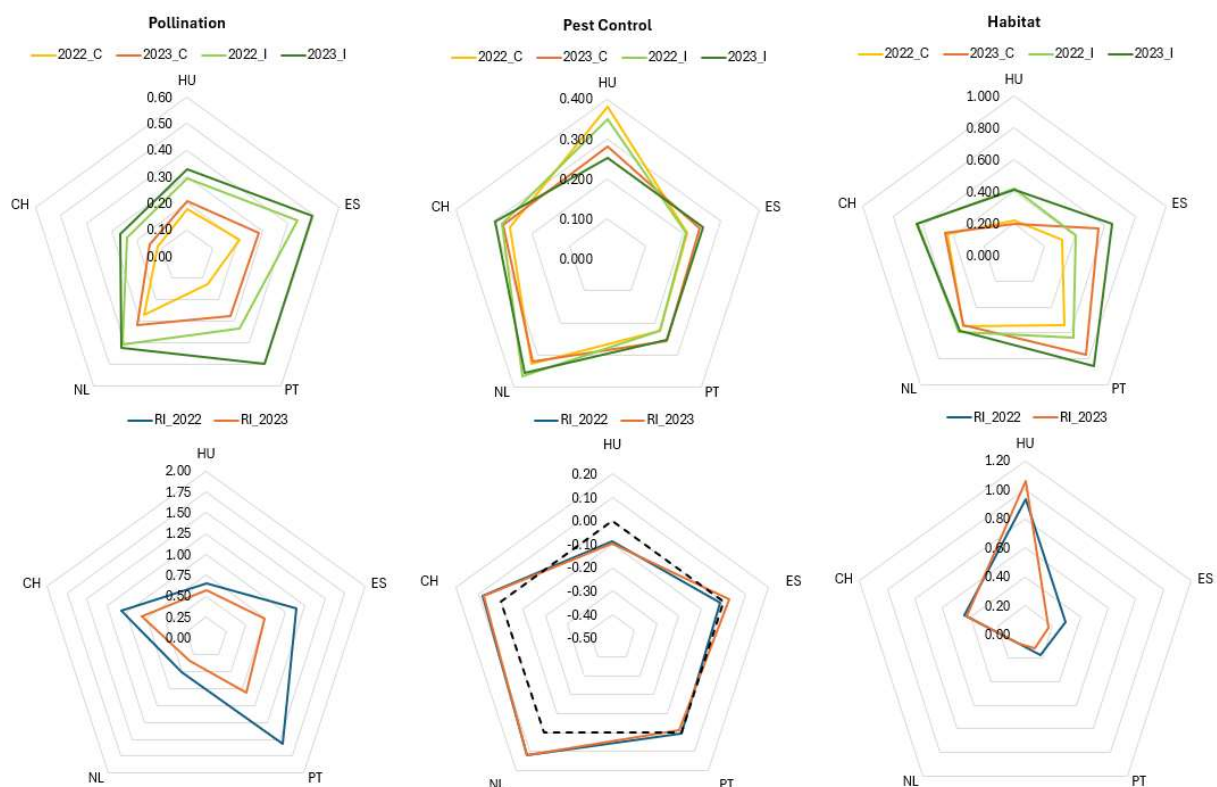 Pollination
2022_C 2023_C 2022_I 2023_I
HU
0.60
0.50
0.40
0.30
0.20
0.10
0.00
CH
ES
NL
PT
Pest Control
2022_C 2023_C 2022_I 2023_I
HU
0.400
0.300
0.200
0.100
0.000
CH
ES
NL
PT
Habitat
2022_C 2023_C 2022_I 2023_I
HU
1.000
0.800
0.600
0.400
0.200
0.000
CH
ES
NL
PT
RI_2022 RI_2023
HU
2.00
1.75
1.50
1.25
1.00
0.75
0.50
0.25
0.00
CH
ES
NL
PT
RI_2022 RI_2023
HU
0.20
0.10
0.00
-0.10
-0.20
-0.30
-0.40
-0.50
CH
ES
NL
PT
RI_2022 RI_2023
HU
1.20
1.00
0.80
0.60
0.40
0.20
0.00
CH
ES
NL
PT